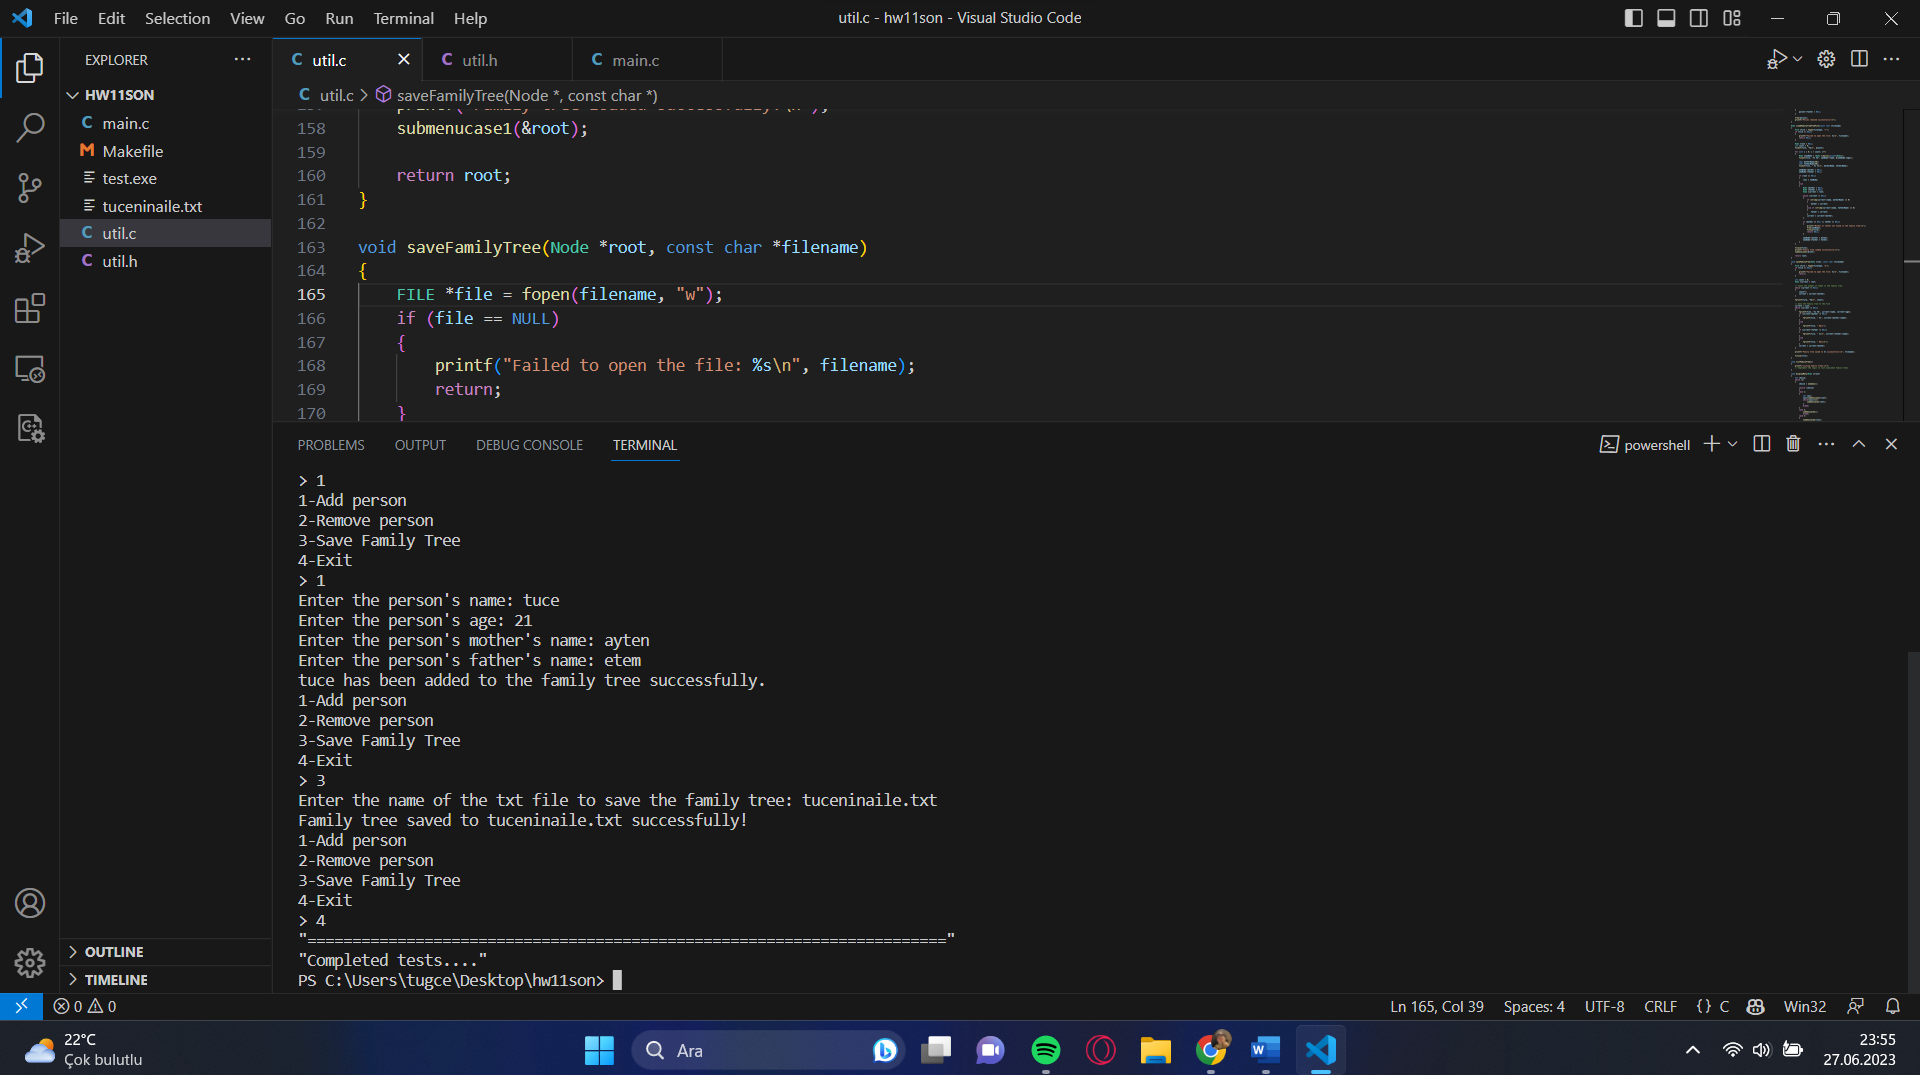 File Edit Selection View Go Run Terminal Help
util.c - hw11son - Visual Studio Code
EXPLORER
HW11SON
C main.c
M Makefile
test.exe
tuceninaile.txt
C util.c
C util.h
OUTLINE
TIMELINE
C util.c
C util.h
C main.c
C util.c > saveFamilyTree(Node *, const char *)
158 submenucase1(&root);
159
160 return root;
161 }
162
163 void saveFamilyTree(Node *root, const char *filename)
164 {
165 FILE *file = fopen(filename, "w");
166 if (file == NULL)
167 {
168 printf("Failed to open the file: %s\n", filename);
169 return;
170 }
PROBLEMS OUTPUT DEBUG CONSOLE TERMINAL
powershell
> 1
1-Add person
2-Remove person
3-Save Family Tree
4-Exit
> 1
Enter the person's name: tuce
Enter the person's age: 21
Enter the person's mother's name: ayten
Enter the person's father's name: etem
tuce has been added to the family tree successfully.
1-Add person
2-Remove person
3-Save Family Tree
4-Exit
> 3
Enter the name of the txt file to save the family tree: tuceninaile.txt
Family tree saved to tuceninaile.txt successfully!
1-Add person
2-Remove person
3-Save Family Tree
4-Exit
> 4
"======================================================================="
"Completed tests...."
PS C:\Users\tugce\Desktop\hw11son>
0 0
Ln 165, Col 39 Spaces: 4 UTF-8 CRLF {} C Win32
22°C
Çok bulutlu
Ara
23:55
27.06.2023